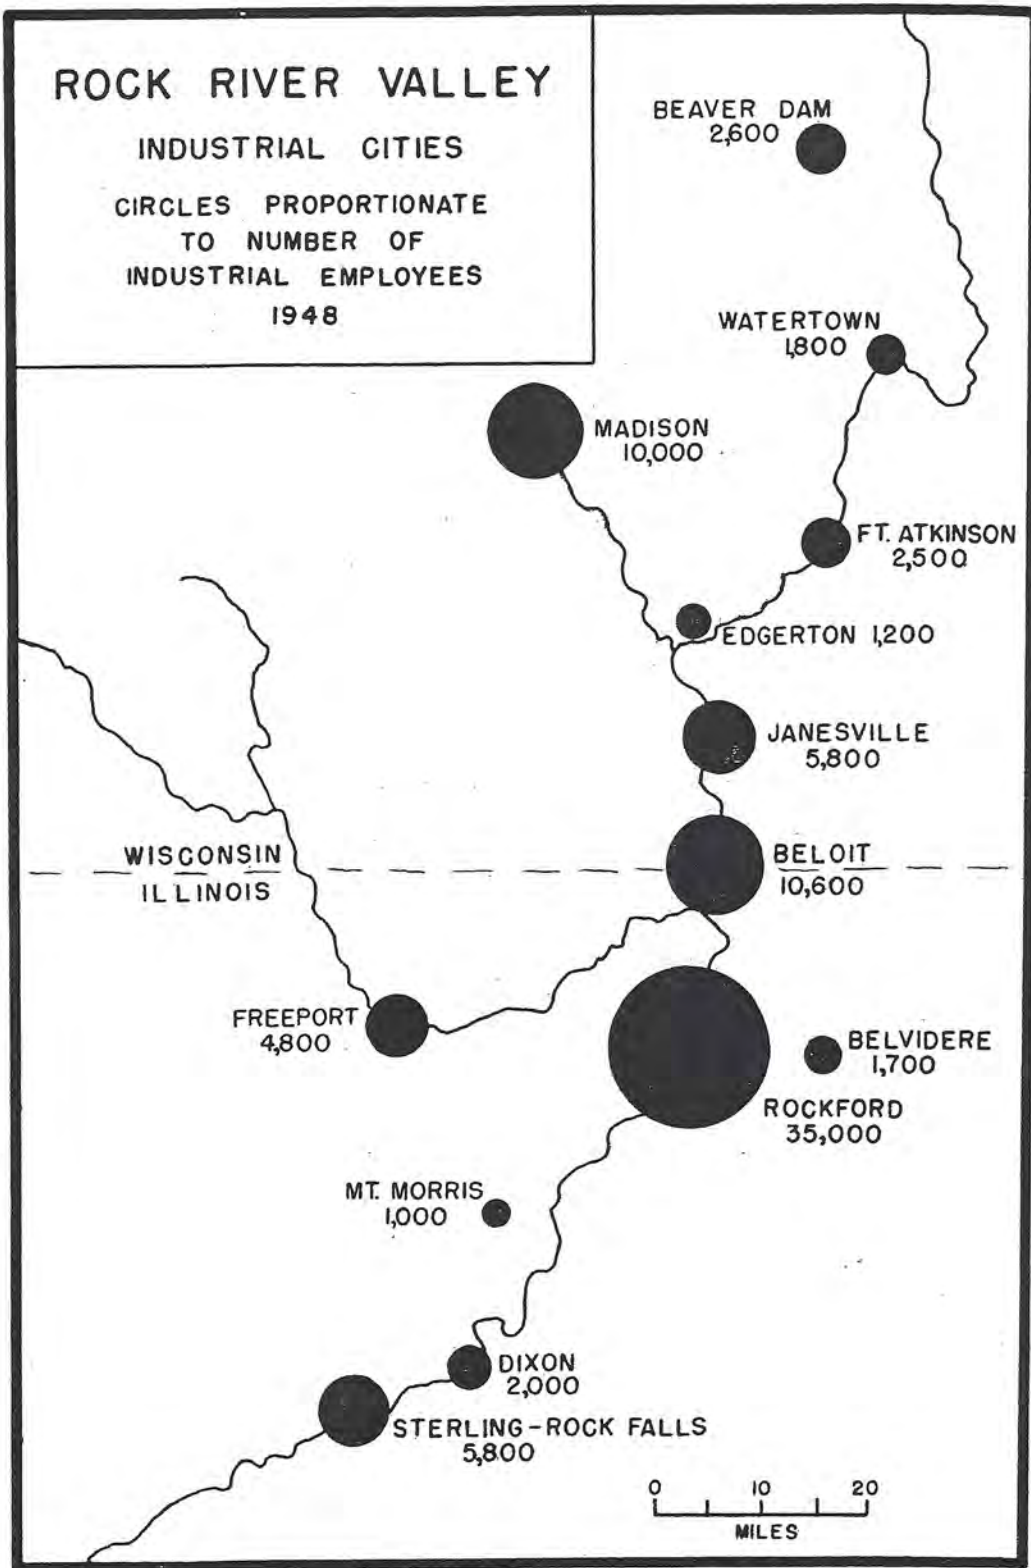 ROCK RIVER VALLEY
INDUSTRIAL CITIES
CIRCLES PROPORTIONATE
TO NUMBER OF
INDUSTRIAL EMPLOYEES
1948
BEAVER DAM
2,600
WATERTOWN
1,800
MADISON
10,000
FT. ATKINSON
2,500
EDGERTON 1,200
JANESVILLE
5,800
WISCONSIN
ILLINOIS
BELOIT
10,600
FREEPORT
4,800
BELVIDERE
1,700
ROCKFORD
35,000
MT. MORRIS
1,000
DIXON
2,000
STERLING-ROCK FALLS
5,800
0 10 20
MILES